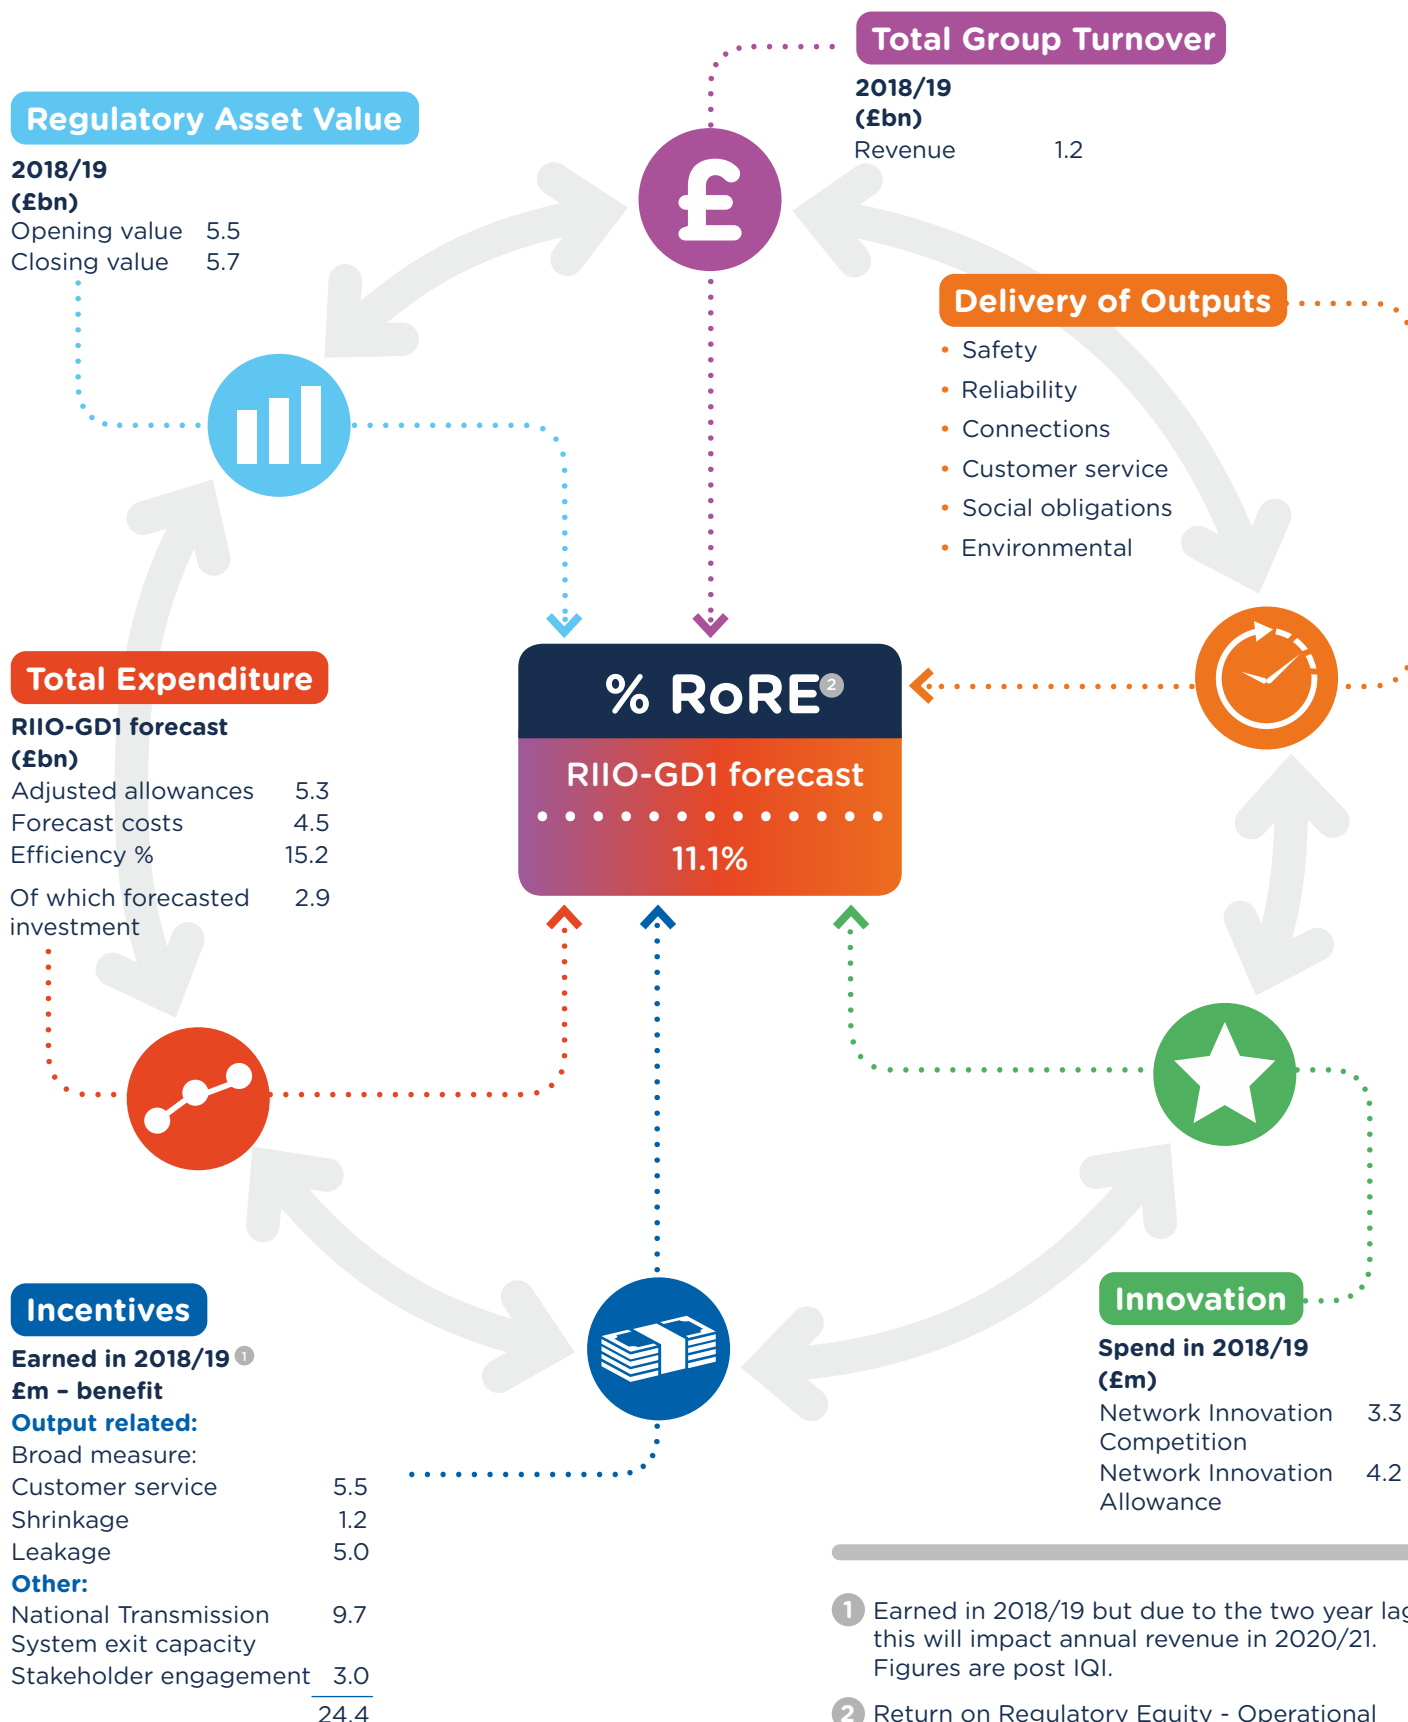 Total Group Turnover
2018/19
(£bn)
Revenue 1.2
Regulatory Asset Value
2018/19
(£bn)
Opening value 5.5
Closing value 5.7
£
Delivery of Outputs
• Safety
• Reliability
• Connections
• Customer service
• Social obligations
• Environmental
% RoRE 2
RIIO-GD1 forecast
11.1%
Total Expenditure
RIIO-GD1 forecast
(£bn)
Adjusted allowances 5.3
Forecast costs 4.5
Efficiency % 15.2
Of which forecasted 2.9
investment
Incentives
Earned in 2018/19 1
£m – benefit
Output related:
Broad measure:
Customer service 5.5
Shrinkage 1.2
Leakage 5.0
Other:
National Transmission 9.7
System exit capacity
Stakeholder engagement 3.0
24.4
Innovation
Spend in 2018/19
(£m)
Network Innovation 3.3
Competition
Network Innovation 4.2
Allowance
1 Earned in 2018/19 but due to the two year lag
this will impact annual revenue in 2020/21.
Figures are post IQI.
2 Return on Regulatory Equity - Operational